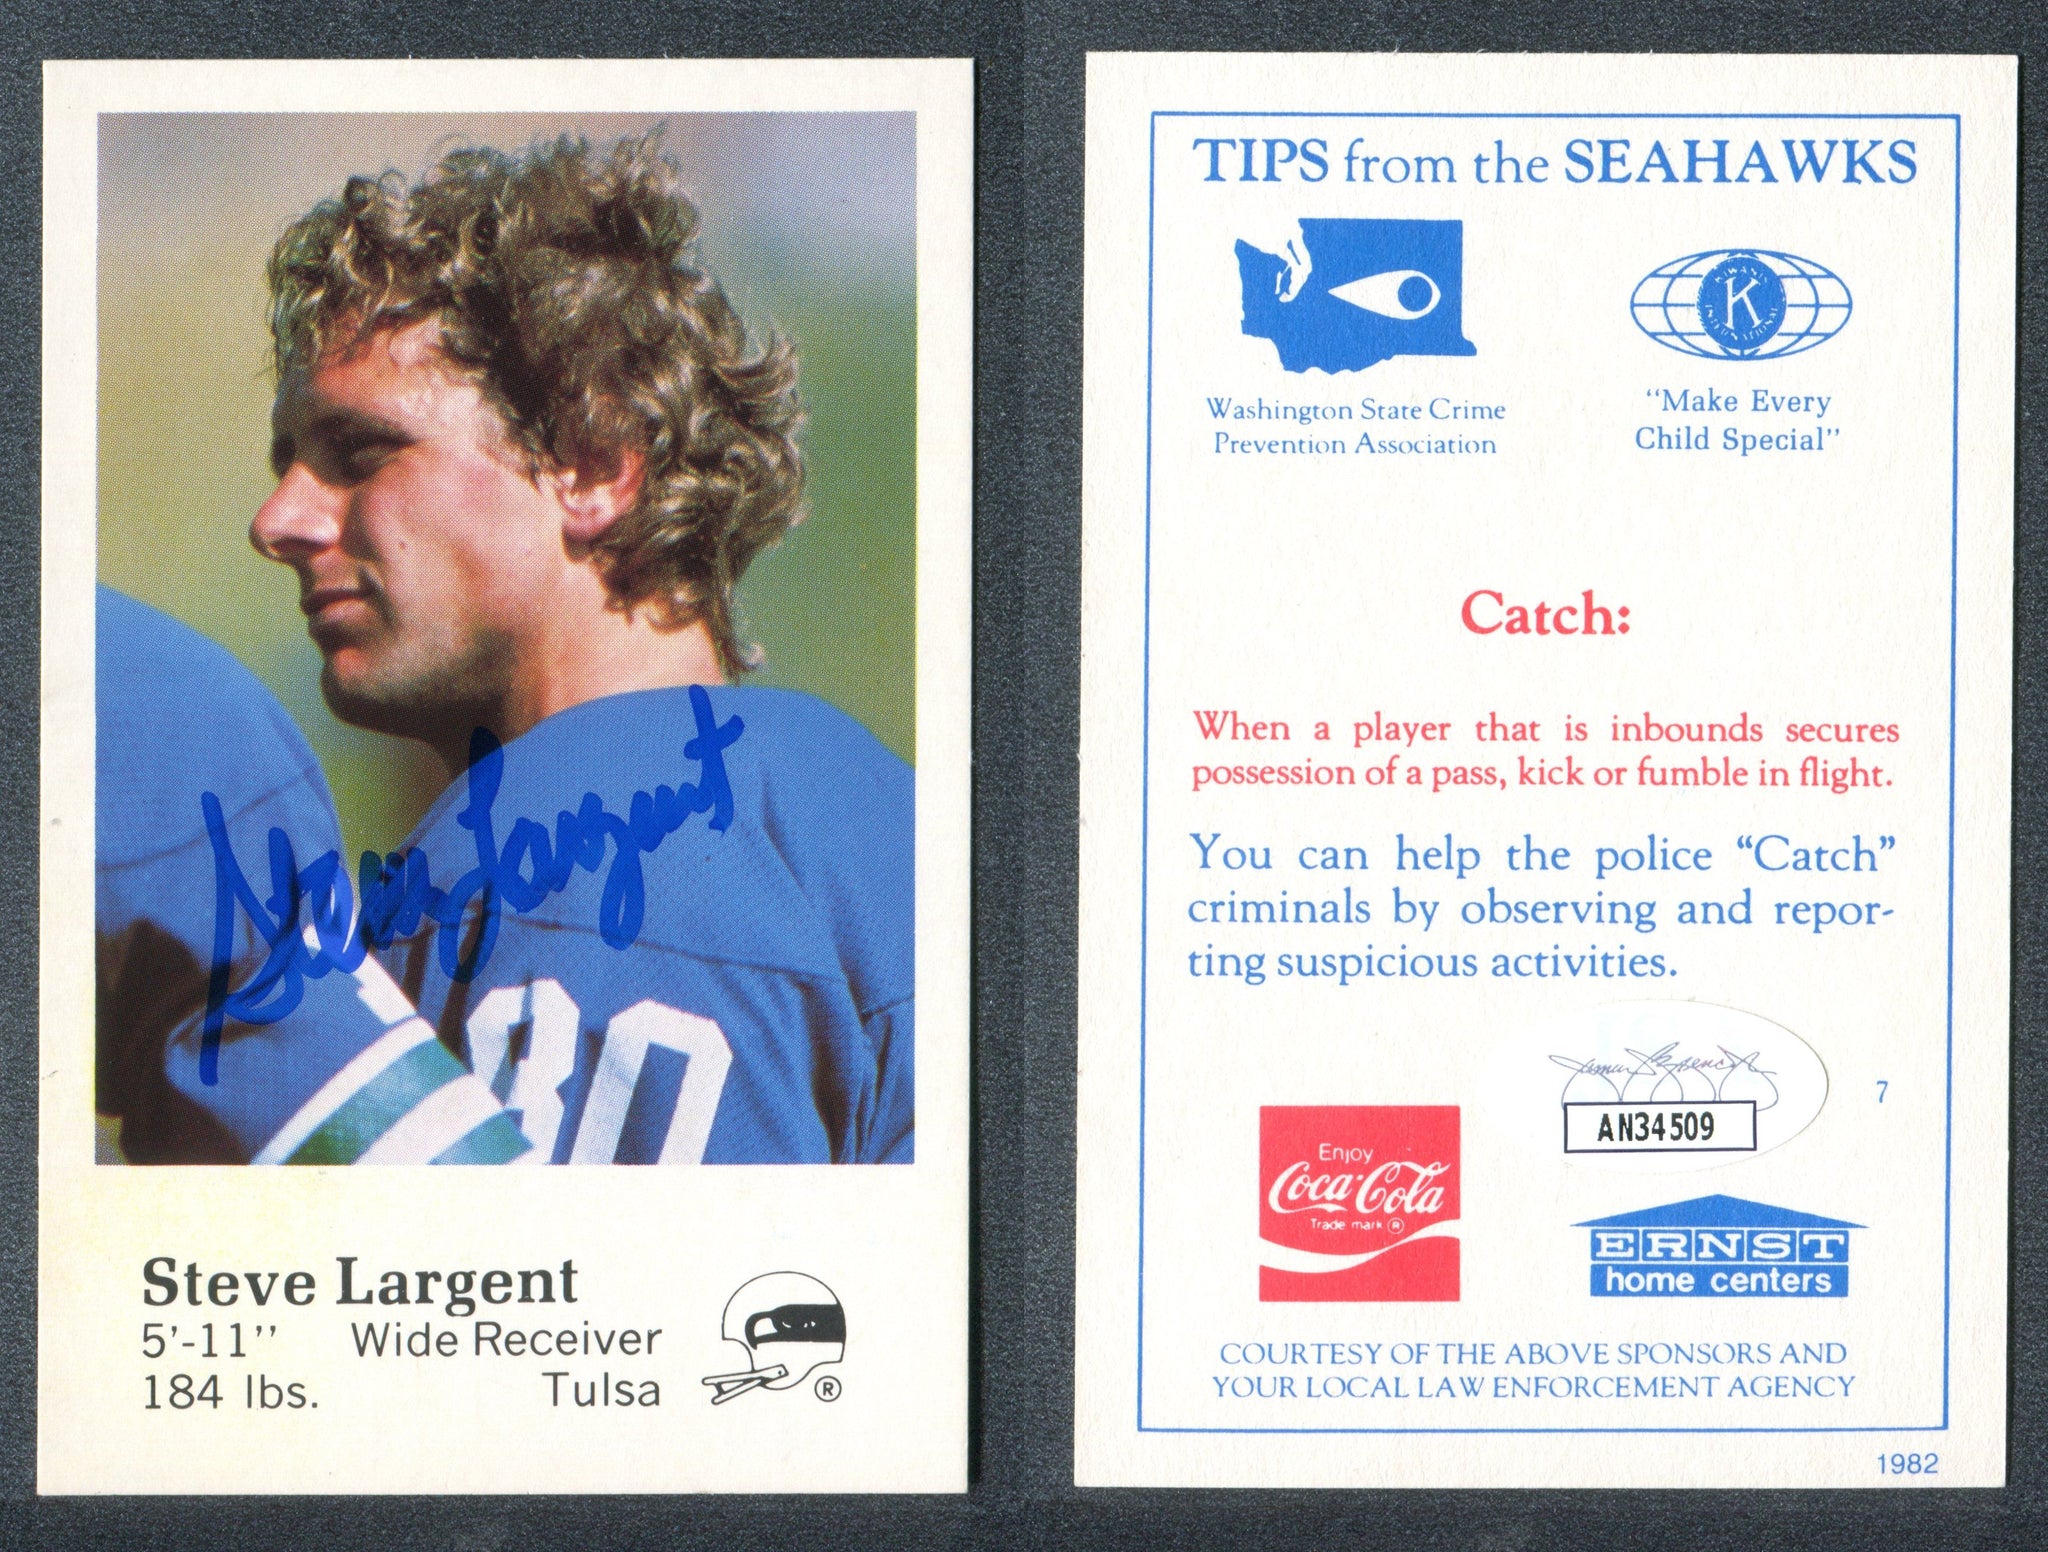 Steve Largent
80
Steve Largent
5'-11" Wide Receiver
184 lbs. Tulsa
®
TIPS from the SEAHAWKS
KIWANIS
K
INTERNATIONAL
Washington State Crime
Prevention Association
"Make Every
Child Special"
Catch:
When a player that is inbounds secures
possession of a pass, kick or fumble in flight.
You can help the police "Catch"
criminals by observing and repor-
ting suspicious activities.
AN34509
7
Enjoy
Coca-Cola
Trade mark ®
ERNST
home centers
COURTESY OF THE ABOVE SPONSORS AND
YOUR LOCAL LAW ENFORCEMENT AGENCY
1982